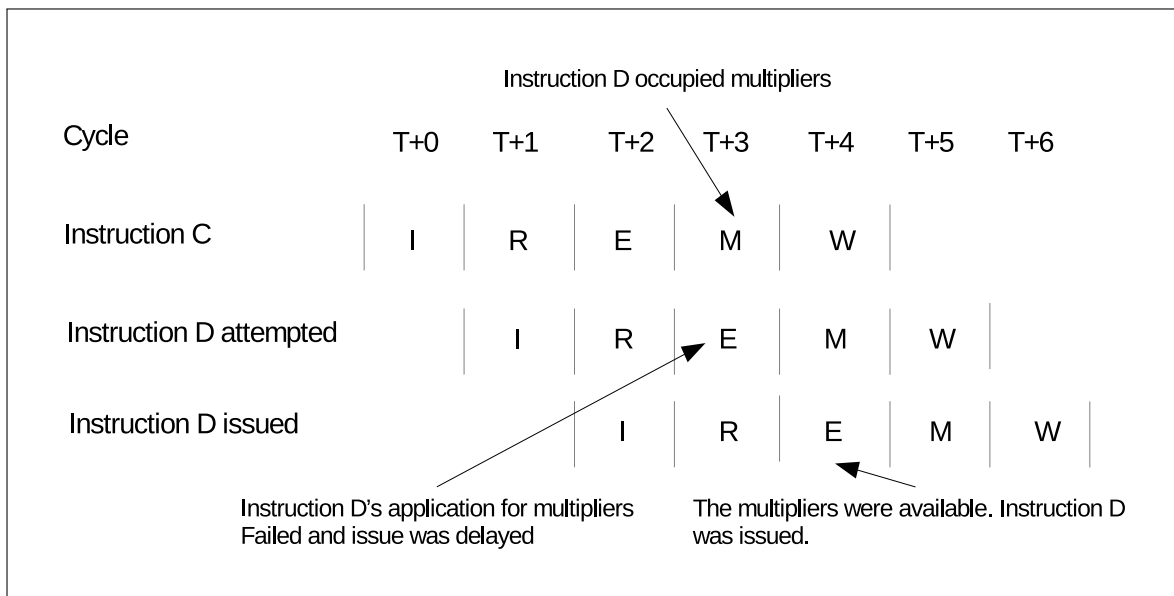 Instruction D occupied multipliers
Cycle T+0 T+1 T+2 T+3 T+4 T+5 T+6
Instruction C I R E M W
Instruction D attempted I R E M W
Instruction D issued I R E M W
Instruction D's application for multipliers
Failed and issue was delayed
The multipliers were available. Instruction D
was issued.